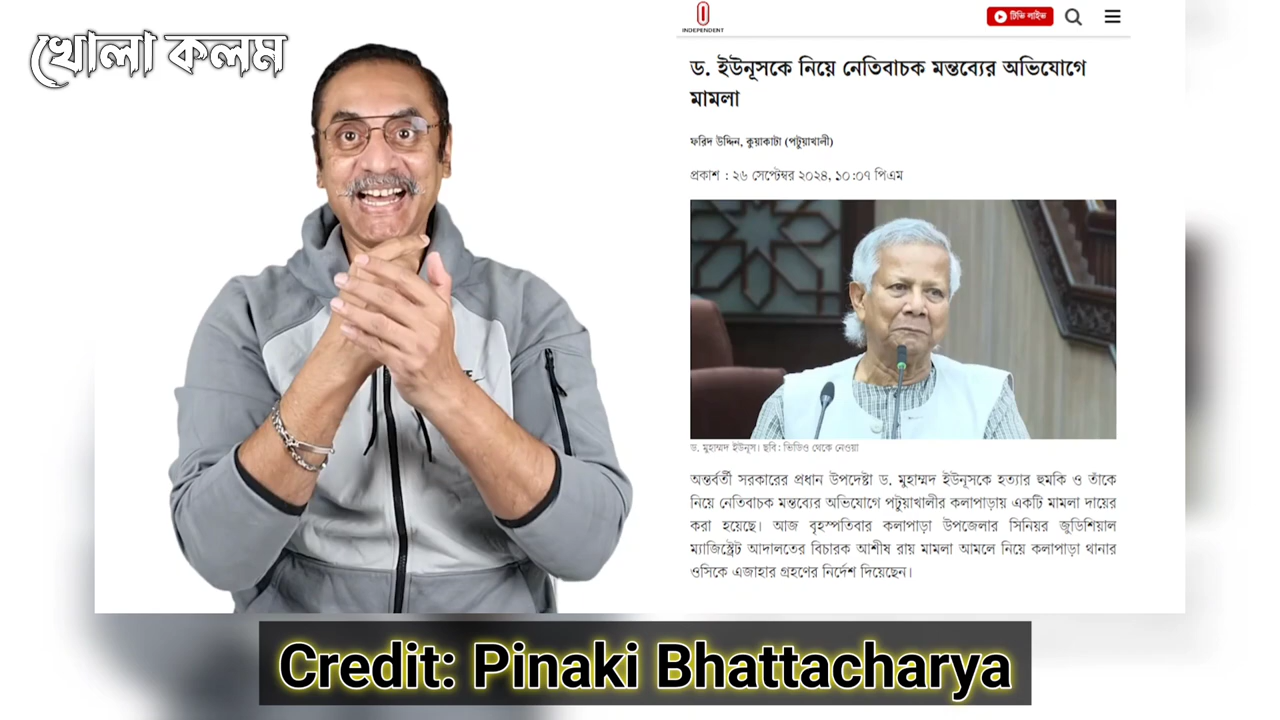 খোলা কলম
INDEPENDENT
টিভি লাইভ
ড. ইউনূসকে নিয়ে নেতিবাচক মন্তব্যের অভিযোগে
মামলা
ফরিদ উদ্দিন, কুয়াকাটা (পটুয়াখালী)
প্রকাশ : ২৬ সেপ্টেম্বর ২০২৪, ১০:০৭ পিএম
ড. মুহাম্মদ ইউনূস। ছবি: ভিডিও থেকে নেওয়া
অন্তর্বর্তী সরকারের প্রধান উপদেষ্টা ড. মুহাম্মদ ইউনূসকে হত্যার হুমকি ও তাঁকে
নিয়ে নেতিবাচক মন্তব্যের অভিযোগে পটুয়াখালীর কলাপাড়ায় একটি মামলা দায়ের
করা হয়েছে। আজ বৃহস্পতিবার কলাপাড়া উপজেলার সিনিয়র জুডিশিয়াল
ম্যাজিস্ট্রেট আদালতের বিচারক আশীষ রায় মামলা আমলে নিয়ে কলাপাড়া থানার
ওসিকে এজাহার গ্রহণের নির্দেশ দিয়েছেন।
Credit: Pinaki Bhattacharya